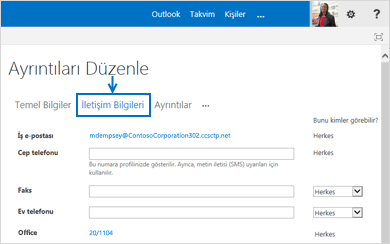 Outlook Takvim Kişiler ... ?
Ayrıntıları Düzenle
Temel Bilgiler İletişim Bilgileri Ayrıntılar ...
Bunu kimler görebilir?
İş e-postası mdempsey@ContosoCorporation302.ccsctp.net Herkes
Cep telefonu Herkes
Bu numara profilinizde gösterilir. Ayrıca, metin iletisi (SMS) uyarıları için
kullanılır.
Faks Herkes
Ev telefonu Herkes
Office 20/1104 Herkes